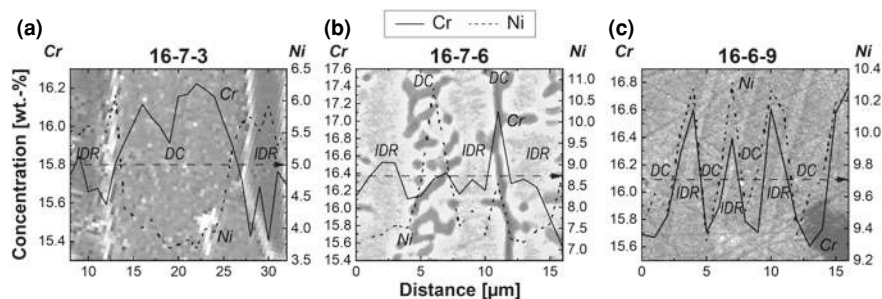 Cr Ni
(a) (b) (c)
Cr 16-7-3 Ni
16-7-6
Cr 16-6-9 Ni
Concentration [wt.-%]
16.2
16.0
15.8
15.6
15.4
6.5
6.0
5.5
5.0
4.5
4.0
3.5
10 15 20 25 30
IDR DC IDR
Cr
Ni
17.6
17.4
17.2
17.0
16.8
16.6
16.4
16.2
16.0
15.8
15.6
15.4
11.0
10.5
10.0
9.5
9.0
8.5
8.0
7.5
7.0
0 5 10 15
DC DC
Cr
IDR IDR IDR
Ni
16.8
16.6
16.4
16.2
16.0
15.8
15.6
10.4
10.2
10.0
9.8
9.6
9.4
9.2
0 5 10 15
Ni
DC DC DC
IDR IDR IDR
Cr
Distance [µm]